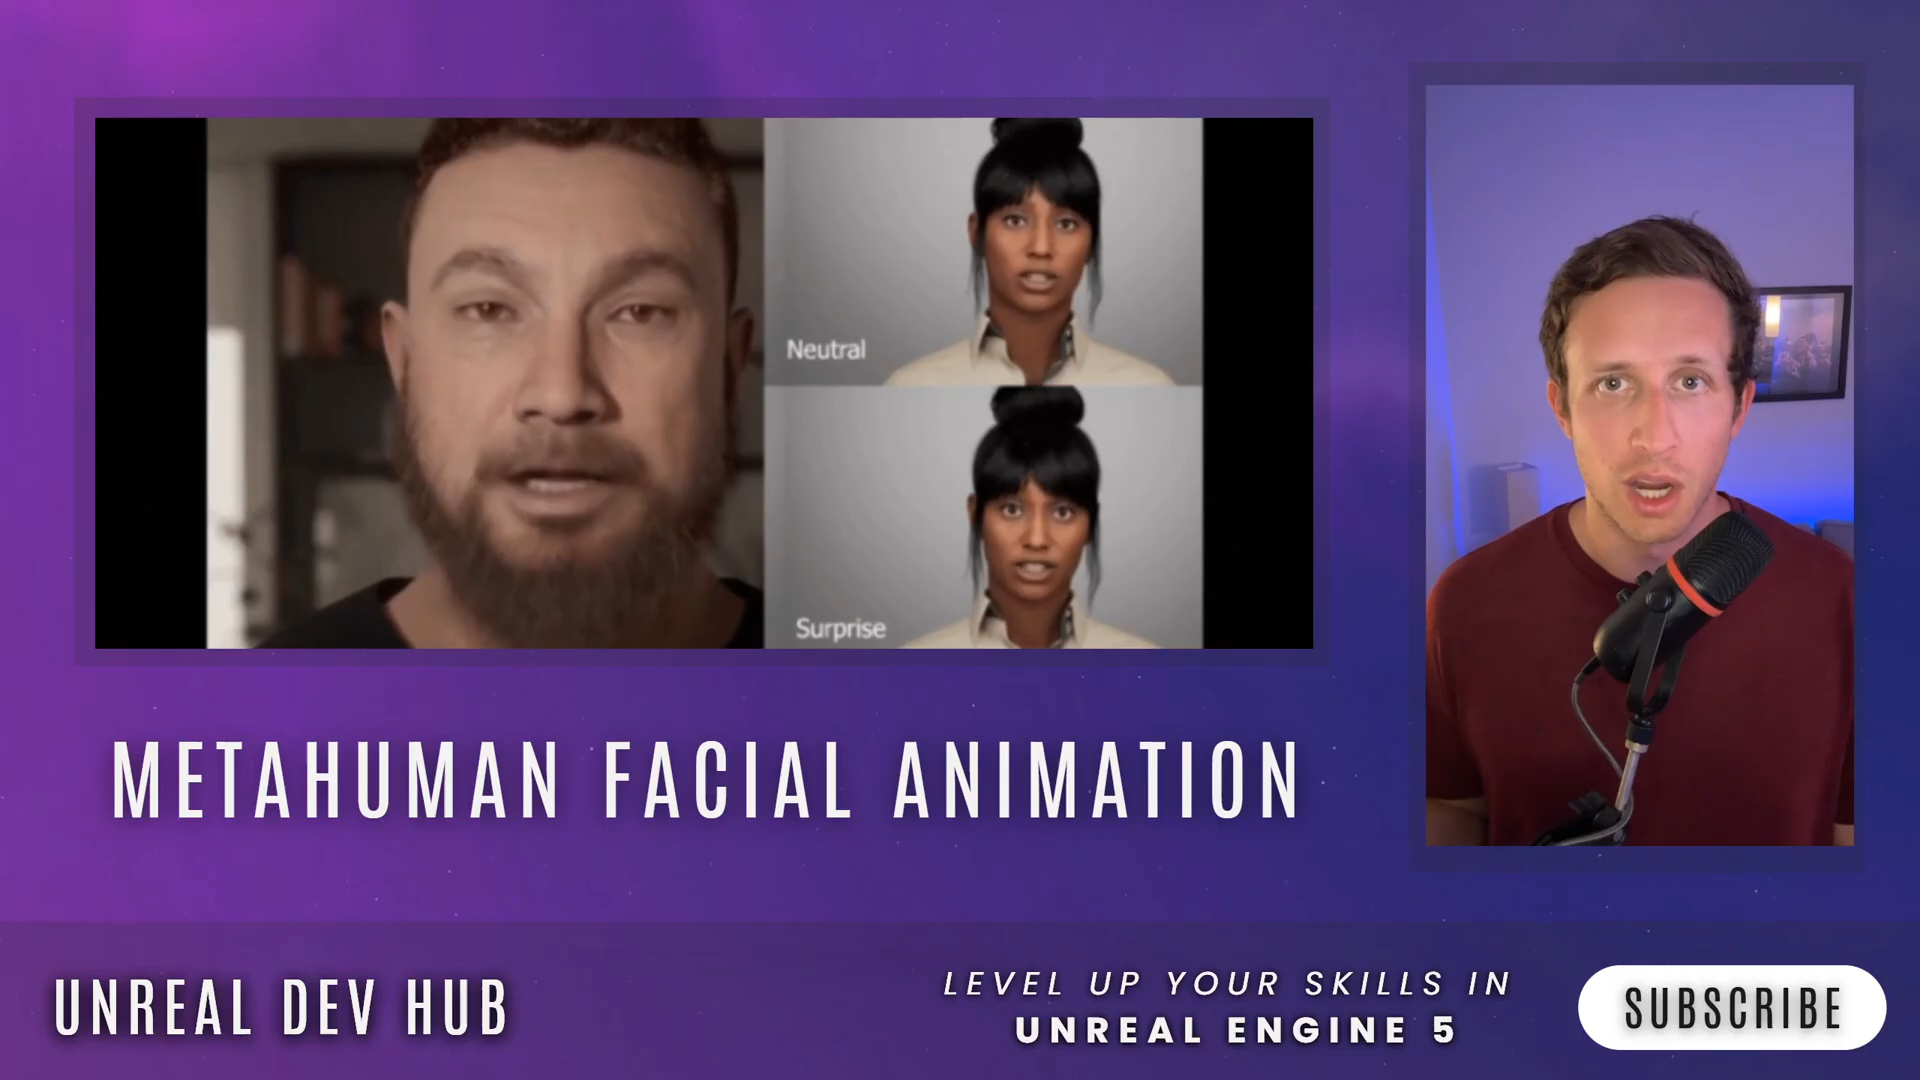 Neutral
Surprise
METAHUMAN FACIAL ANIMATION
UNREAL DEV HUB
LEVEL UP YOUR SKILLS IN
UNREAL ENGINE 5
SUBSCRIBE